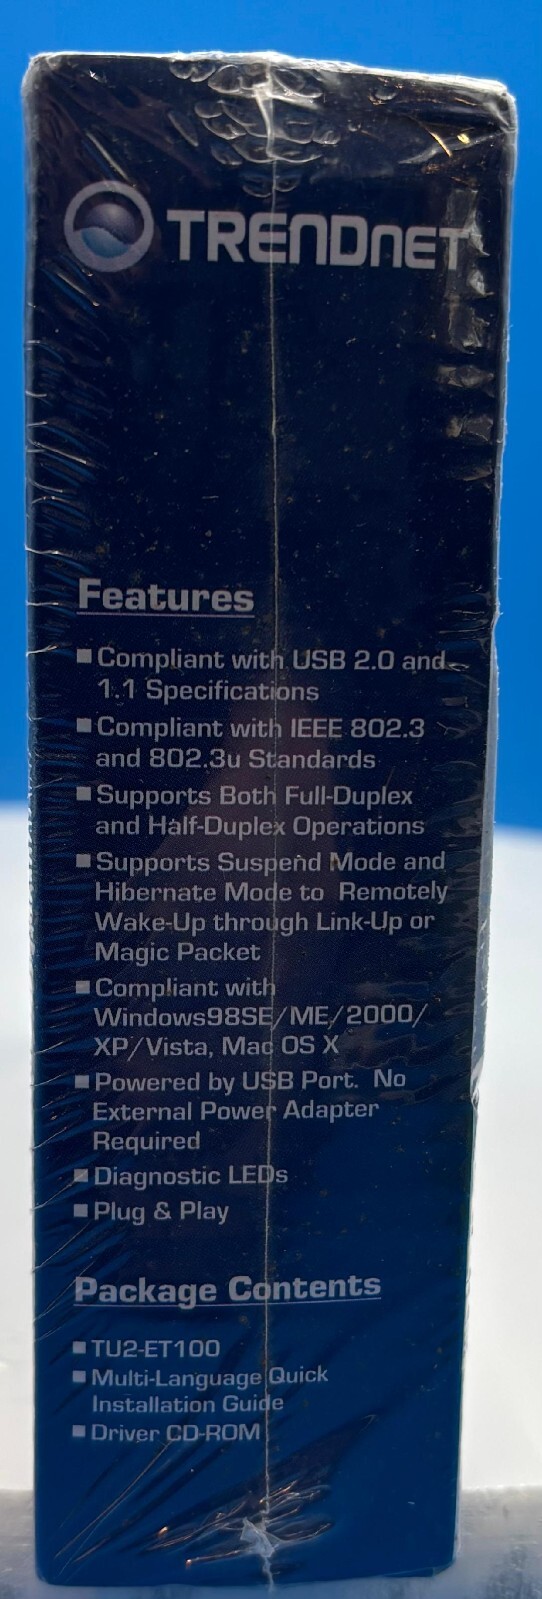 TRENDNET
Features
■ Compliant with USB 2.0 and
1.1 Specifications
■ Compliant with IEEE 802.3
and 802.3u Standards
■ Supports Both Full-Duplex
and Half-Duplex Operations
■ Supports Suspend Mode and
Hibernate Mode to Remotely
Wake-Up through Link-Up or
Magic Packet
■ Compliant with
Windows98SE/ME/2000/
XP/Vista, Mac OS X
■ Powered by USB Port. No
External Power Adapter
Required
■ Diagnostic LEDs
■ Plug & Play
Package Contents
■ TU2-ET100
■ Multi-Language Quick
Installation Guide
■ Driver CD-ROM